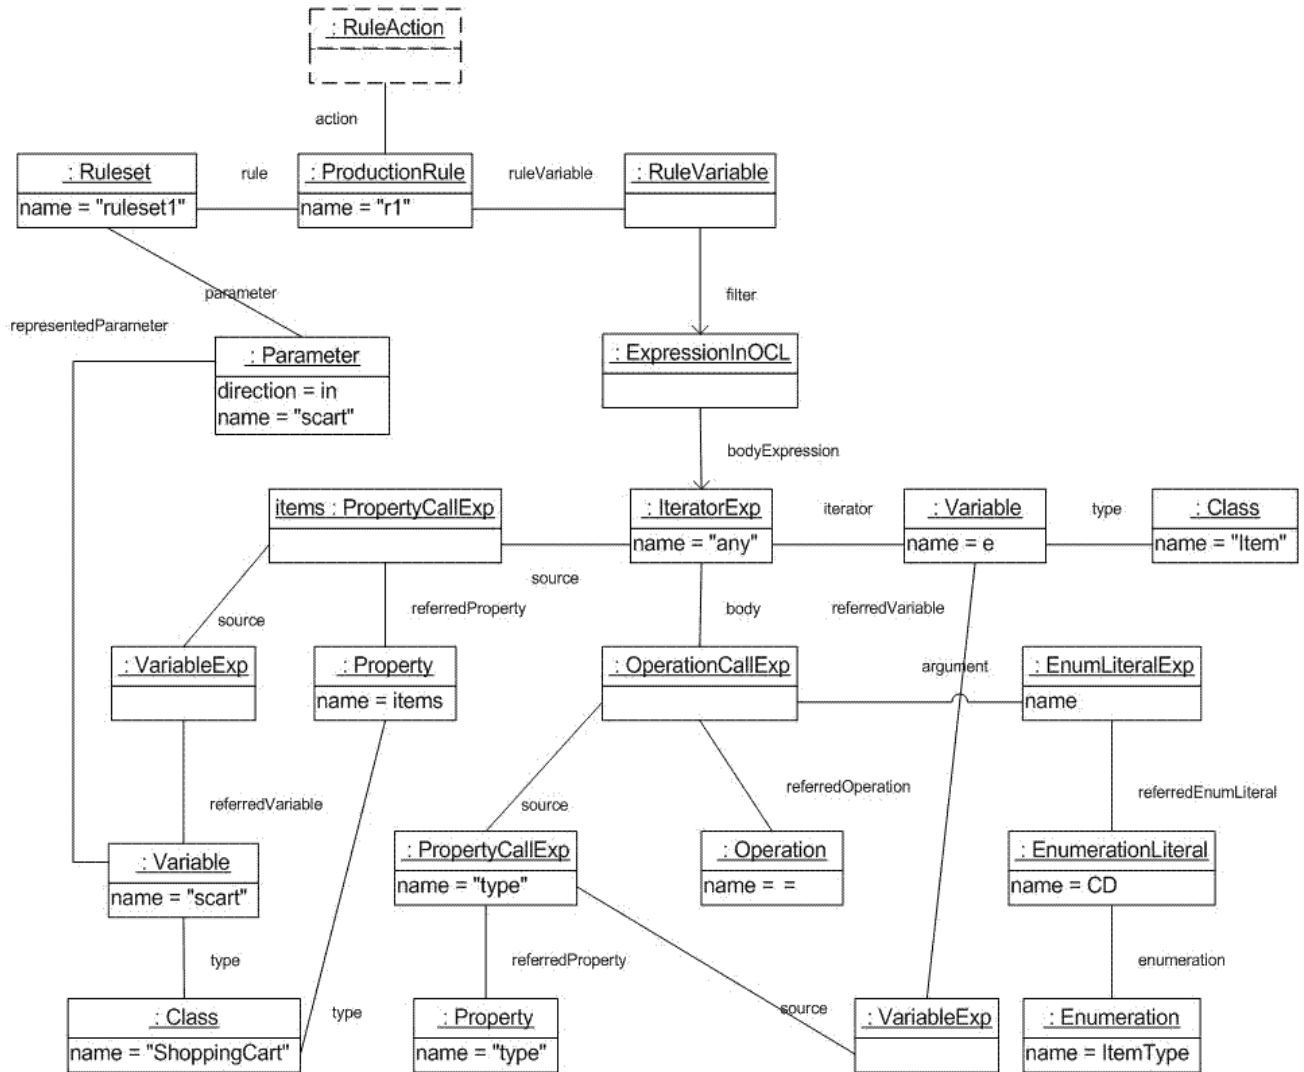 : RuleAction
action
: Ruleset
name = "ruleset1"
rule
: ProductionRule
name = "r1"
ruleVariable
: RuleVariable
parameter
filter
representedParameter
: Parameter
direction = in
name = "scart"
: ExpressionInOCL
bodyExpression
items : PropertyCallExp
: IteratorExp
name = "any"
iterator
: Variable
name = e
type
: Class
name = "Item"
source
source
referredProperty
body
referredVariable
: VariableExp
: Property
name = items
: OperationCallExp
argument
: EnumLiteralExp
name
referredVariable
source
referredOperation
referredEnumLiteral
: Variable
name = "scart"
: PropertyCallExp
name = "type"
: Operation
name = =
: EnumerationLiteral
name = CD
type
referredProperty
enumeration
: Class
name = "ShoppingCart"
type
: Property
name = "type"
source
: VariableExp
: Enumeration
name = ItemType